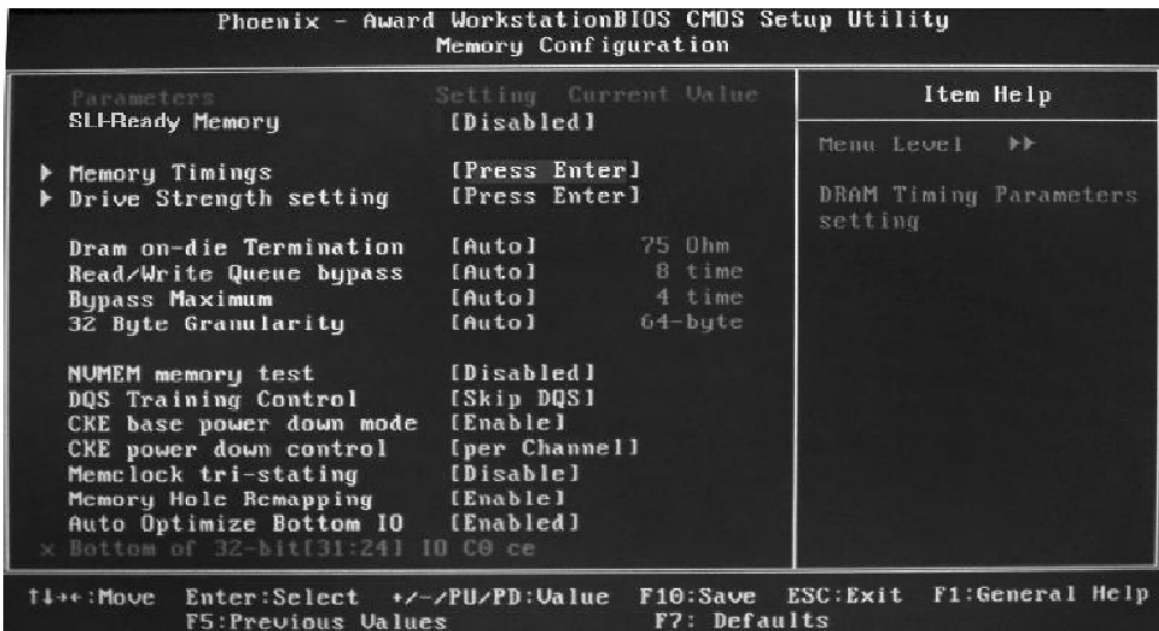 Phoenix - Award WorkstationBIOS CMOS Setup Utility
Memory Configuration
Parameters Setting Current Value
SLI-Ready Memory [Disabled]
Memory Timings [Press Enter]
Drive Strength setting [Press Enter]
Dram on-die Termination [Auto] 75 Ohm
Read/Write Queue bypass [Auto] 8 time
Bypass Maximum [Auto] 4 time
32 Byte Granularity [Auto] 64-byte
NVMEM memory test [Disabled]
DQS Training Control [Skip DQS]
CKE base power down mode [Enable]
CKE power down control [per Channel]
Memclock tri-stating [Disable]
Memory Hole Remapping [Enable]
Auto Optimize Bottom IO [Enabled]
x Bottom of 32-bit[31:24] IO C0 ce
Item Help
Menu Level ▸▸
DRAM Timing Parameters
setting
↑↓→←:Move Enter:Select +/-/PU/PD:Value F10:Save ESC:Exit F1:General Help
F5:Previous Values F7: Defaults